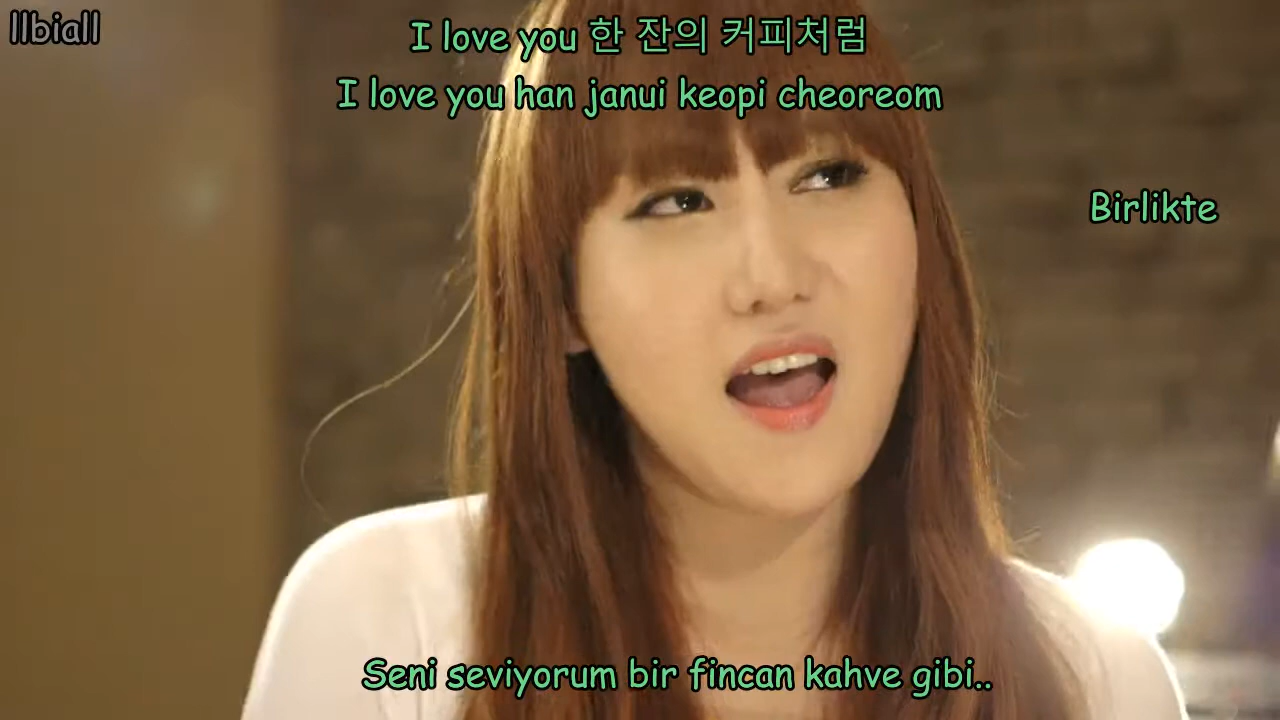 llbiall
I love you 한 잔의 커피처럼
I love you han janui keopi cheoreom
Birlikte
Seni seviyorum bir fincan kahve gibi..